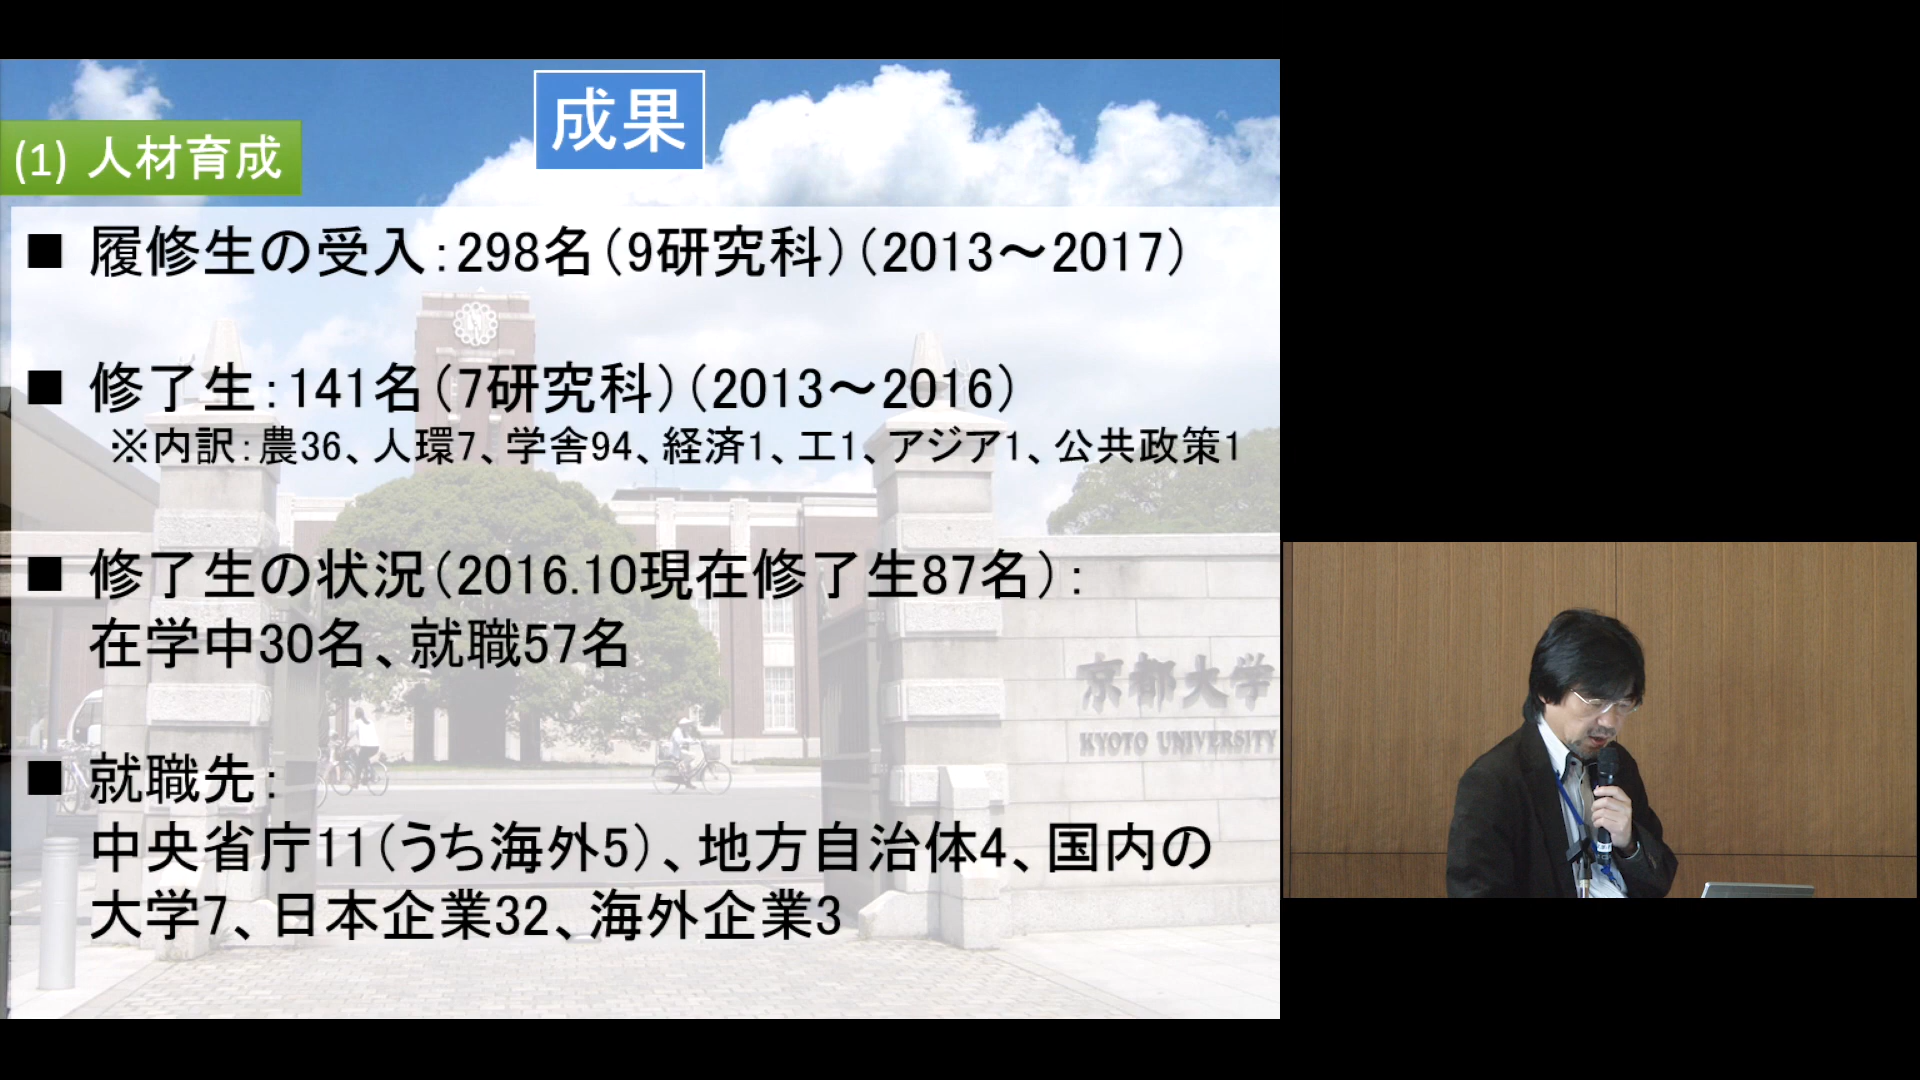 成果
(1) 人材育成
■ 履修生の受入：298名（9研究科）（2013～2017）
■ 修了生：141名（7研究科）（2013～2016）
※内訳：農36、人環7、学舎94、経済1、工1、アジア1、公共政策1
■ 修了生の状況（2016.10現在修了生87名）：
在学中30名、就職57名
■ 就職先：
中央省庁11（うち海外5）、地方自治体4、国内の
大学7、日本企業32、海外企業3
京都大学
KYOTO UNIVERSITY